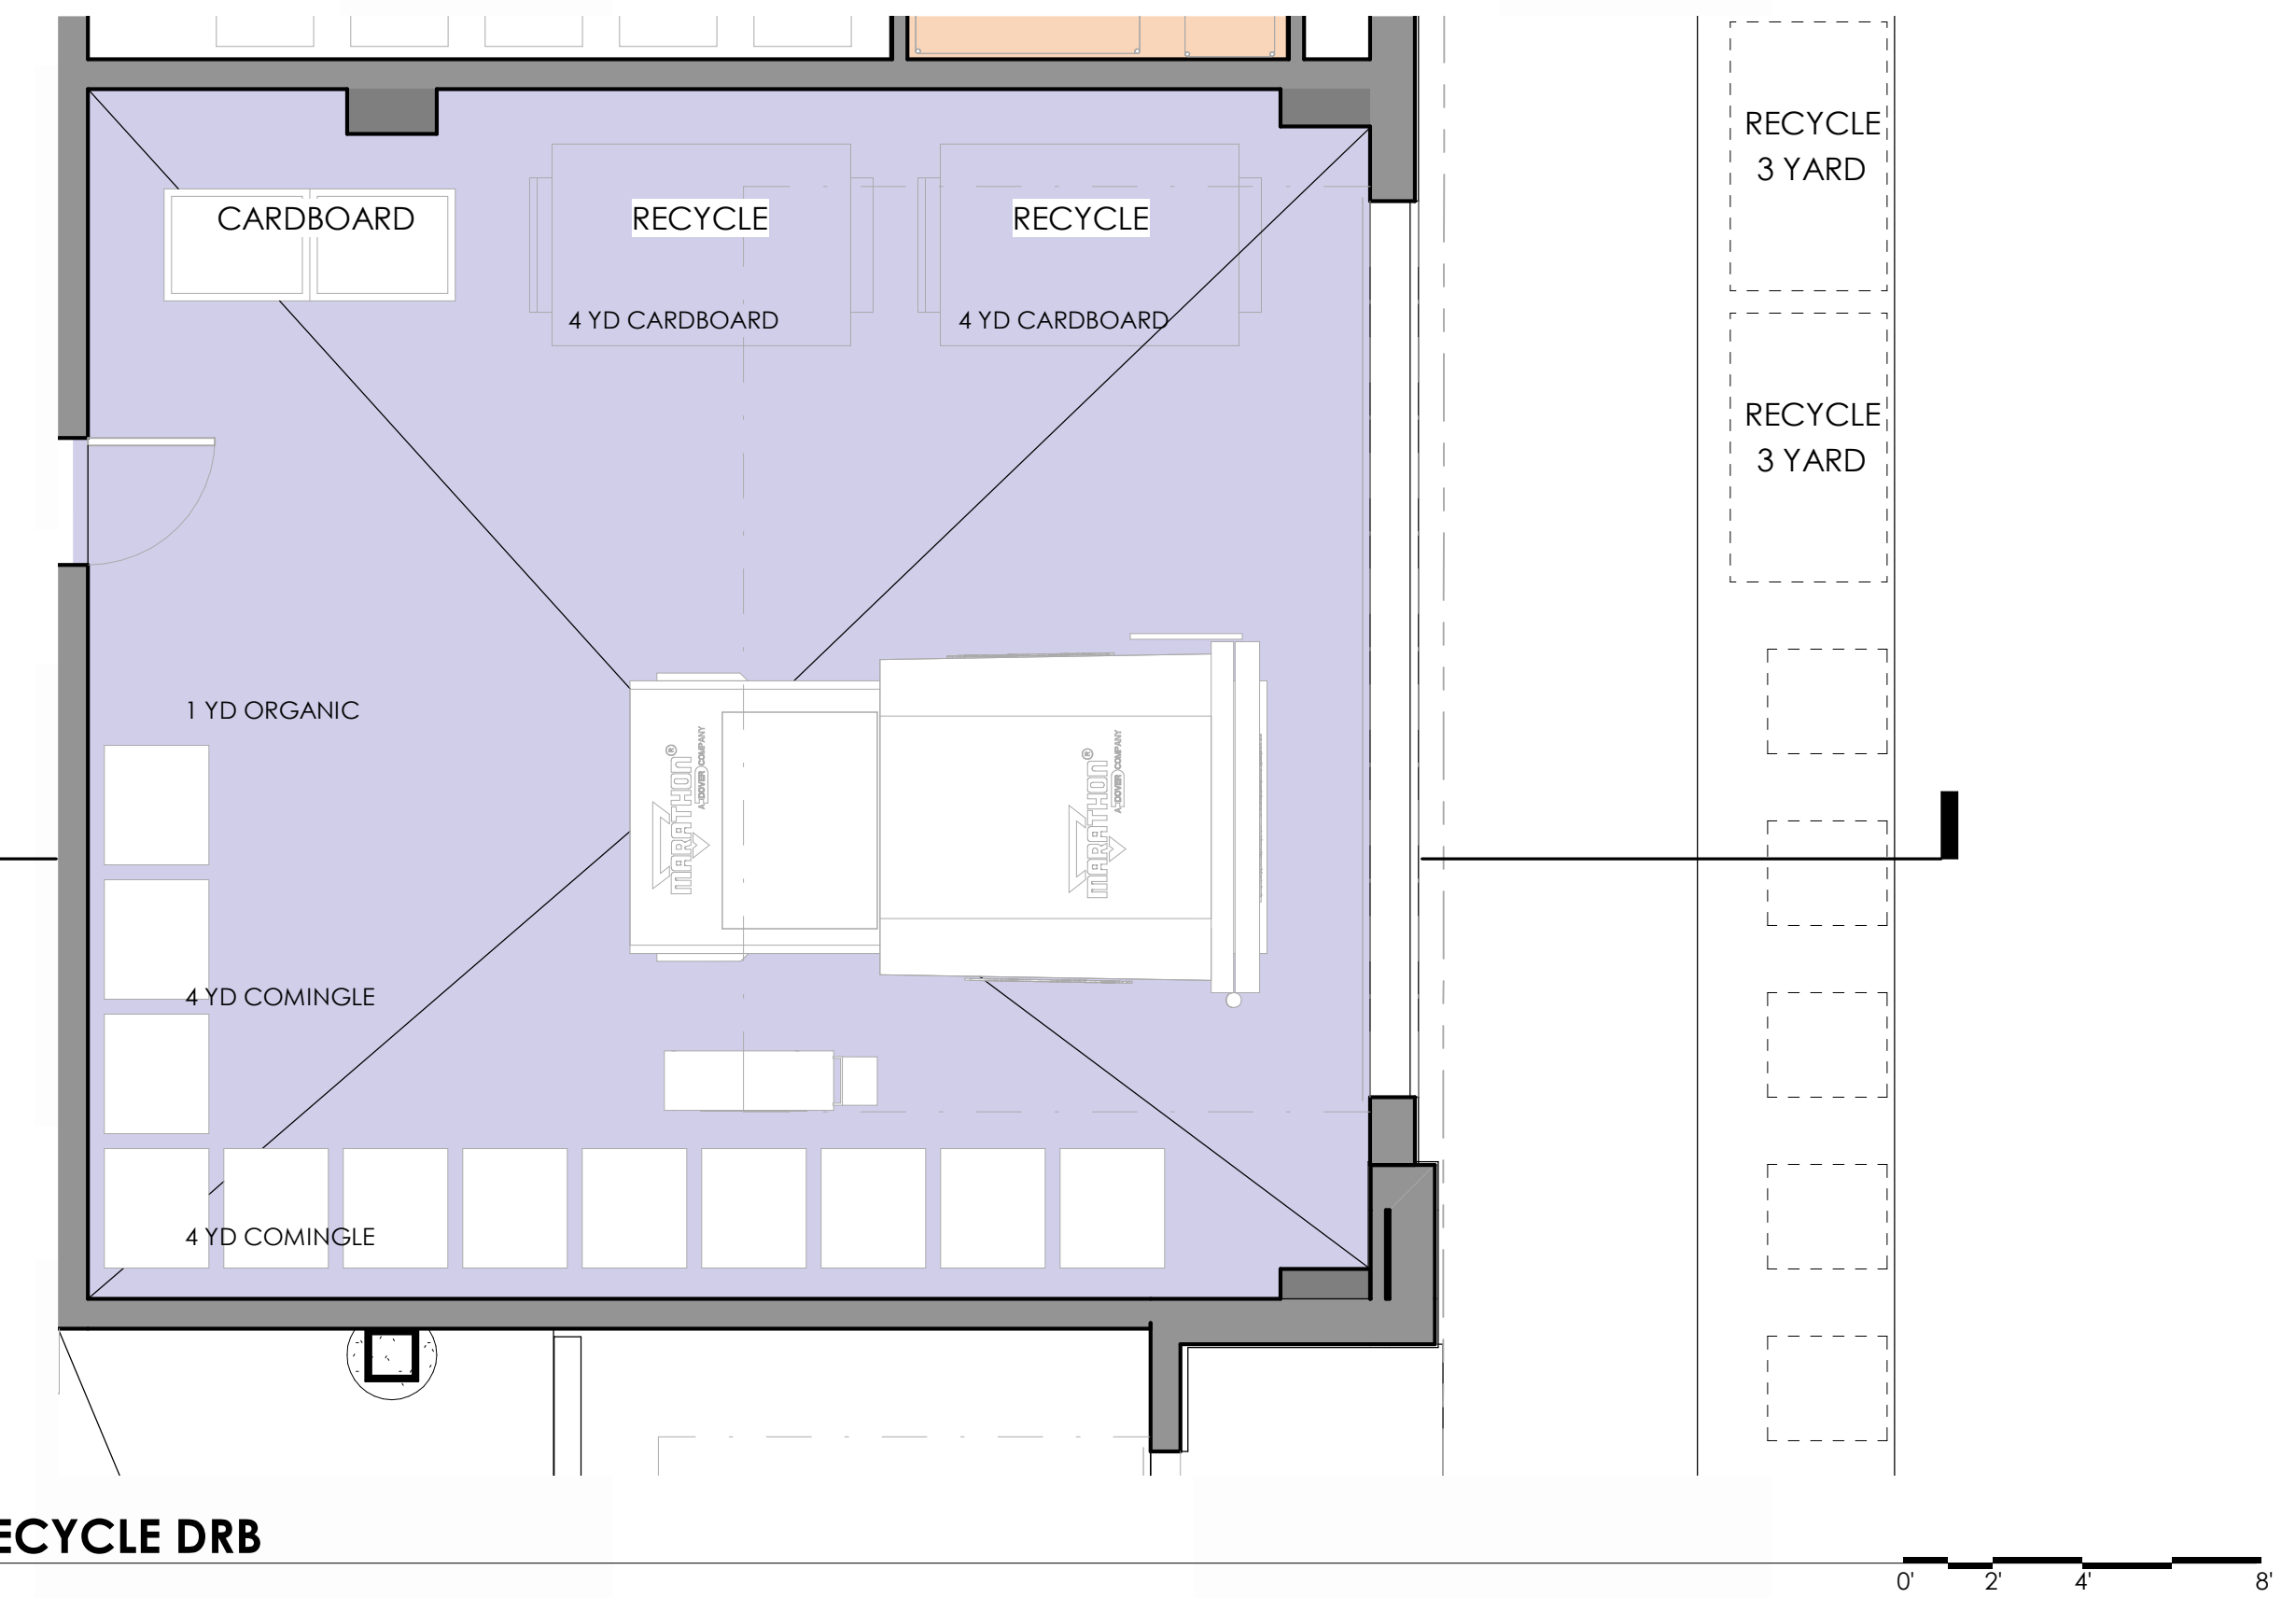 RECYCLE
3 YARD
CARDBOARD
RECYCLE
RECYCLE
4 YD CARDBOARD
4 YD CARDBOARD
RECYCLE
3 YARD
1 YD ORGANIC
MARATHON®
A DOVER COMPANY
MARATHON®
A DOVER COMPANY
4 YD COMINGLE
4 YD COMINGLE
ECYCLE DRB
0' 2' 4' 8'